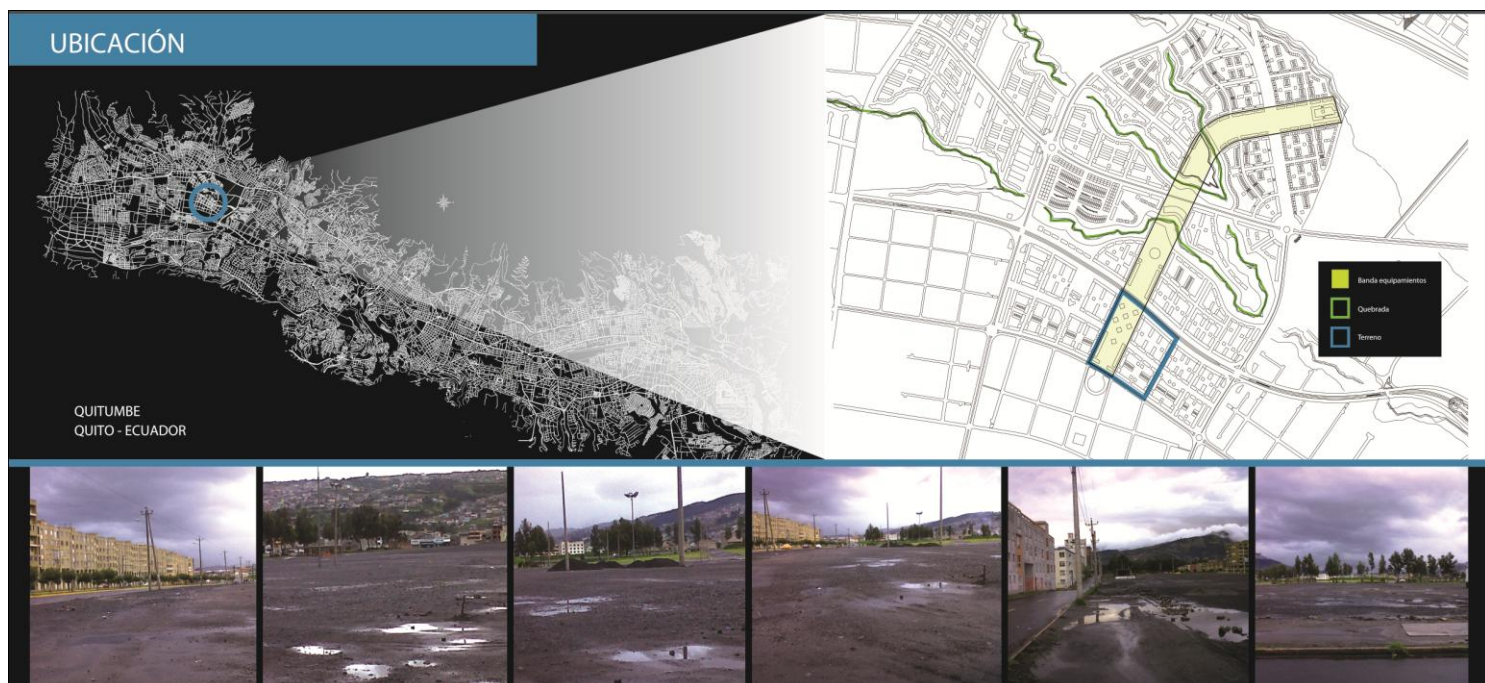 UBICACIÓN
QUITUMBE
QUITO - ECUADOR
Banda equipamientos
Quebrada
Terreno